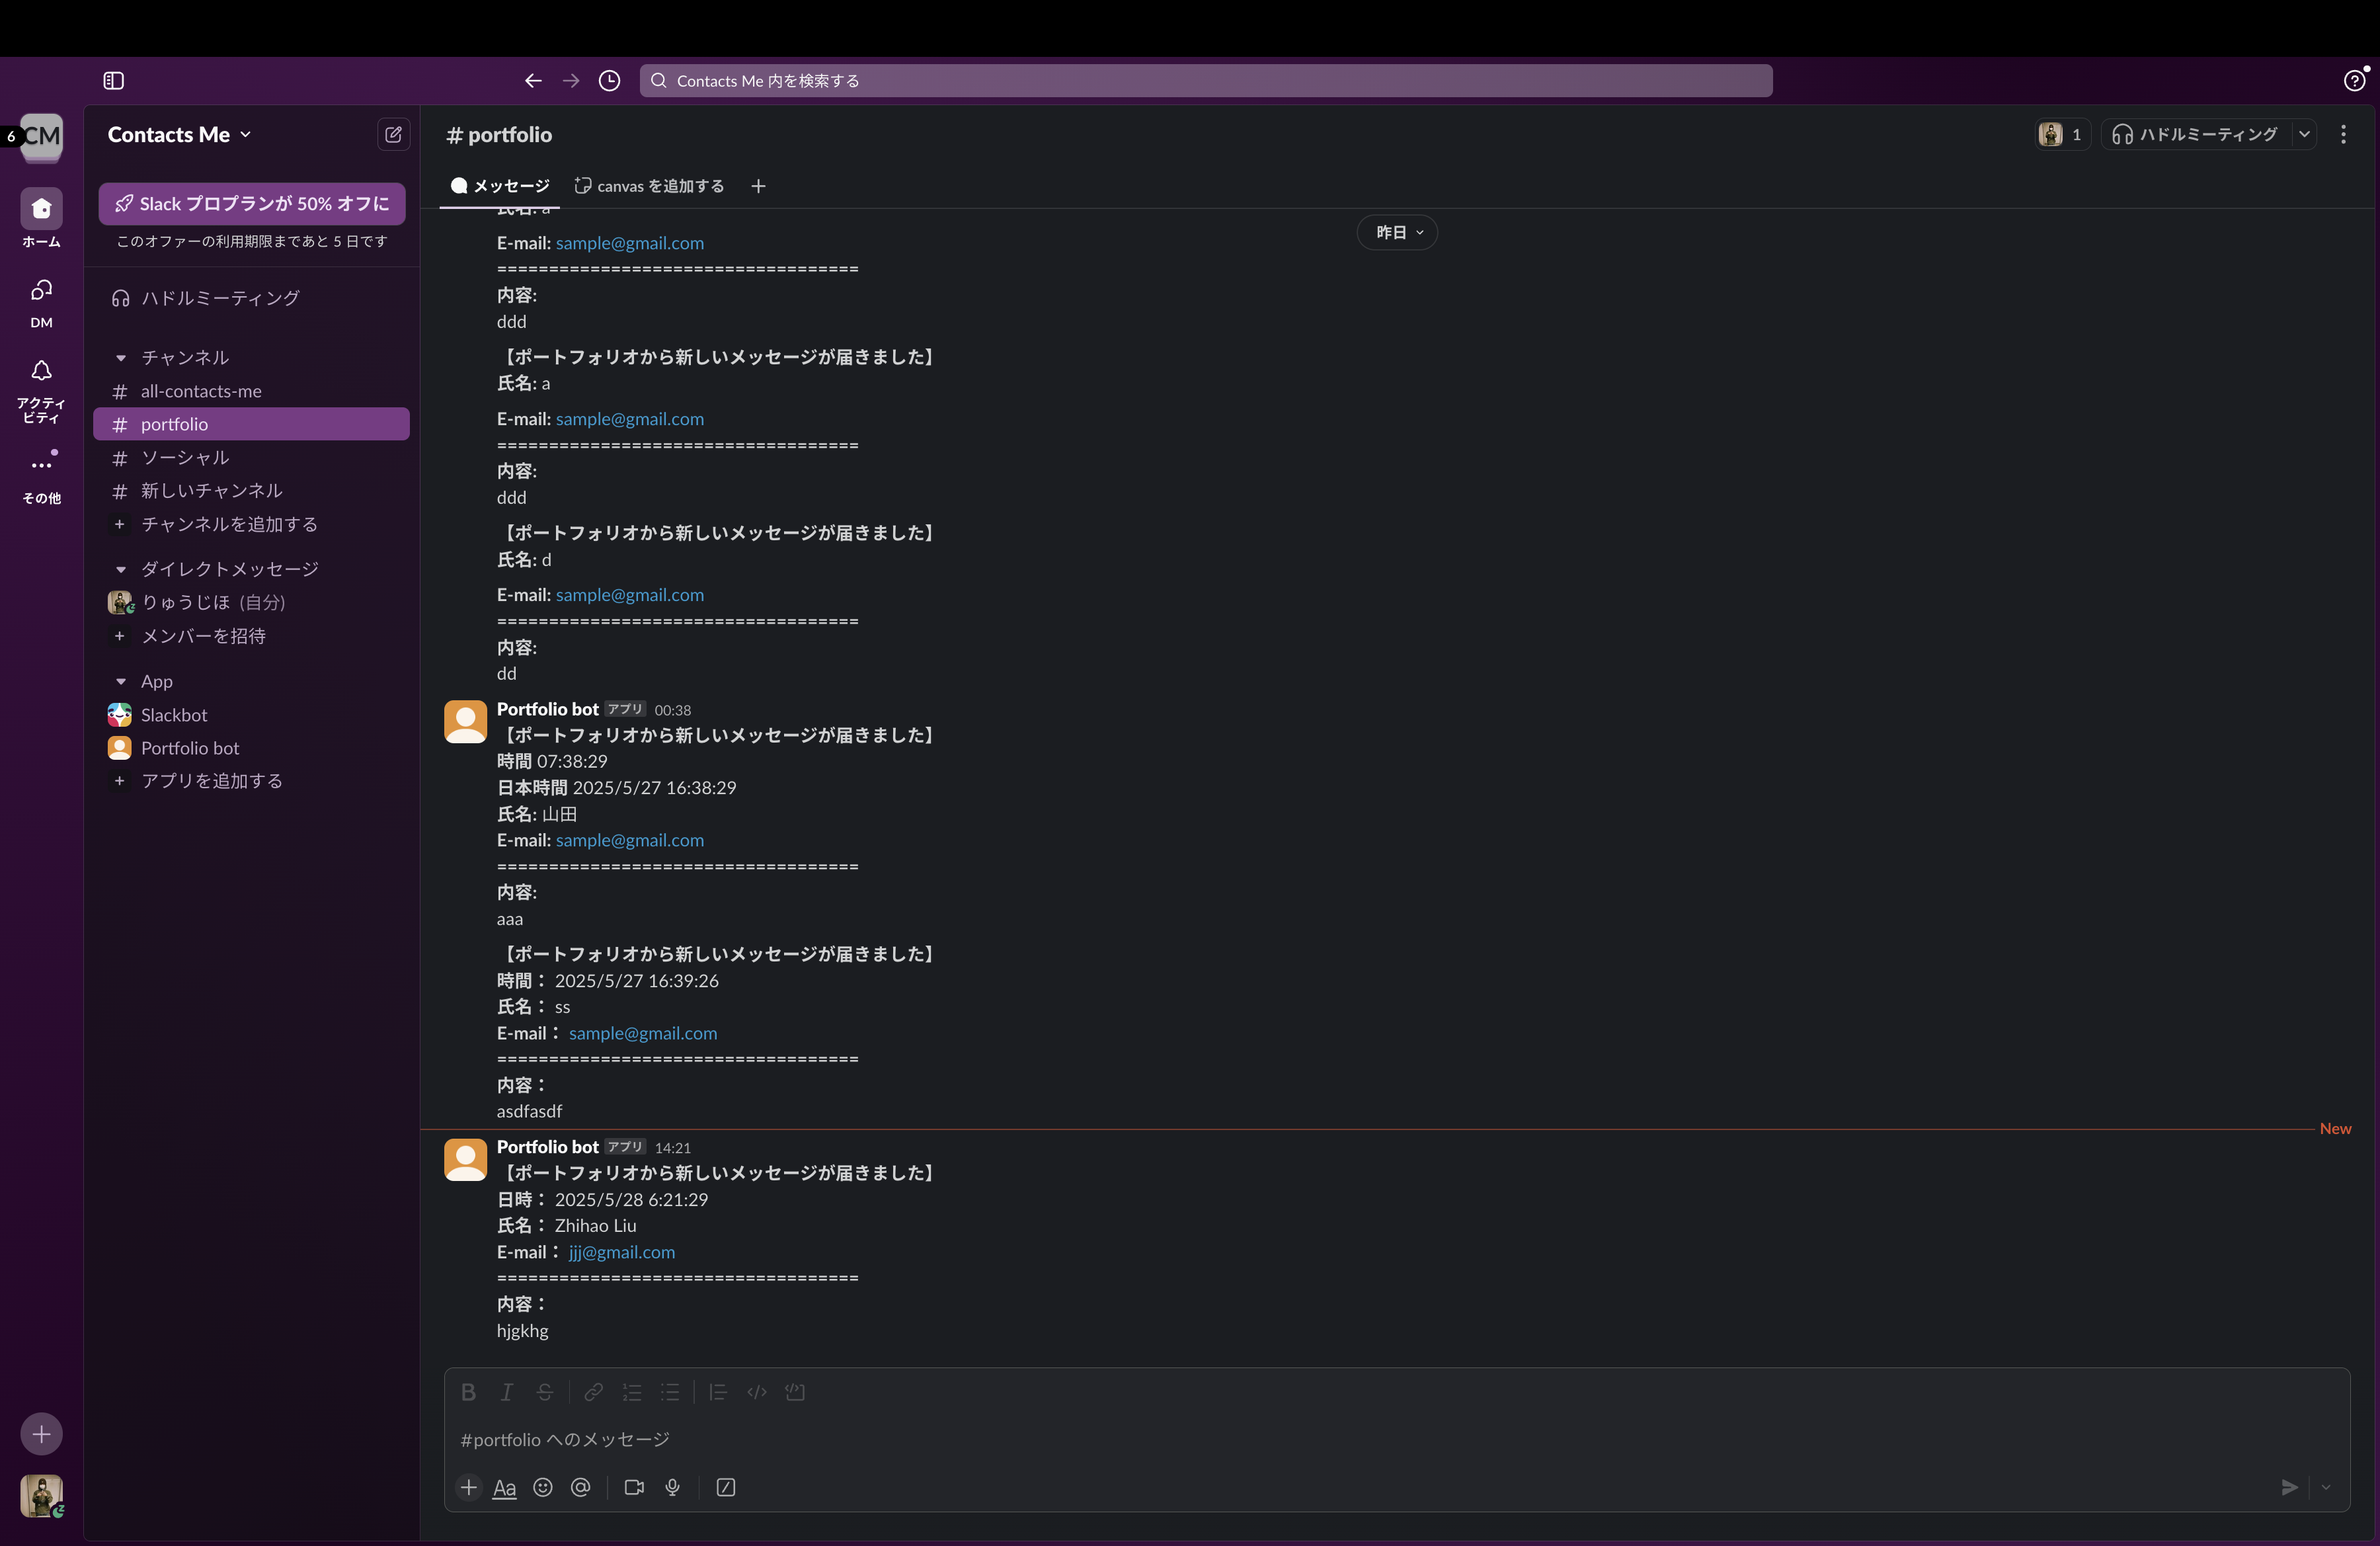 Contacts Me 内を検索する
6
CM
ホーム
DM
アクティ
ビティ
その他
Contacts Me
Slack プロプランが 50% オフに
このオファーの利用期限まであと 5 日です
ハドルミーティング
チャンネル
# all-contacts-me
# portfolio
# ソーシャル
# 新しいチャンネル
+ チャンネルを追加する
ダイレクトメッセージ
りゅうじほ (自分)
+ メンバーを招待
App
Slackbot
Portfolio bot
+ アプリを追加する
# portfolio
1
ハドルミーティング
メッセージ
canvas を追加する
+
昨日
氏名: a
E-mail: sample@gmail.com
===================================
内容:
ddd
【ポートフォリオから新しいメッセージが届きました】
氏名: a
E-mail: sample@gmail.com
===================================
内容:
ddd
【ポートフォリオから新しいメッセージが届きました】
氏名: d
E-mail: sample@gmail.com
===================================
内容:
dd
Portfolio bot アプリ 00:38
【ポートフォリオから新しいメッセージが届きました】
時間 07:38:29
日本時間 2025/5/27 16:38:29
氏名: 山田
E-mail: sample@gmail.com
===================================
内容:
aaa
【ポートフォリオから新しいメッセージが届きました】
時間： 2025/5/27 16:39:26
氏名： ss
E-mail： sample@gmail.com
===================================
内容：
asdfasdf
New
Portfolio bot アプリ 14:21
【ポートフォリオから新しいメッセージが届きました】
日時： 2025/5/28 6:21:29
氏名： Zhihao Liu
E-mail： jjj@gmail.com
===================================
内容：
hjgkhg
B I S
#portfolio へのメッセージ
Aa